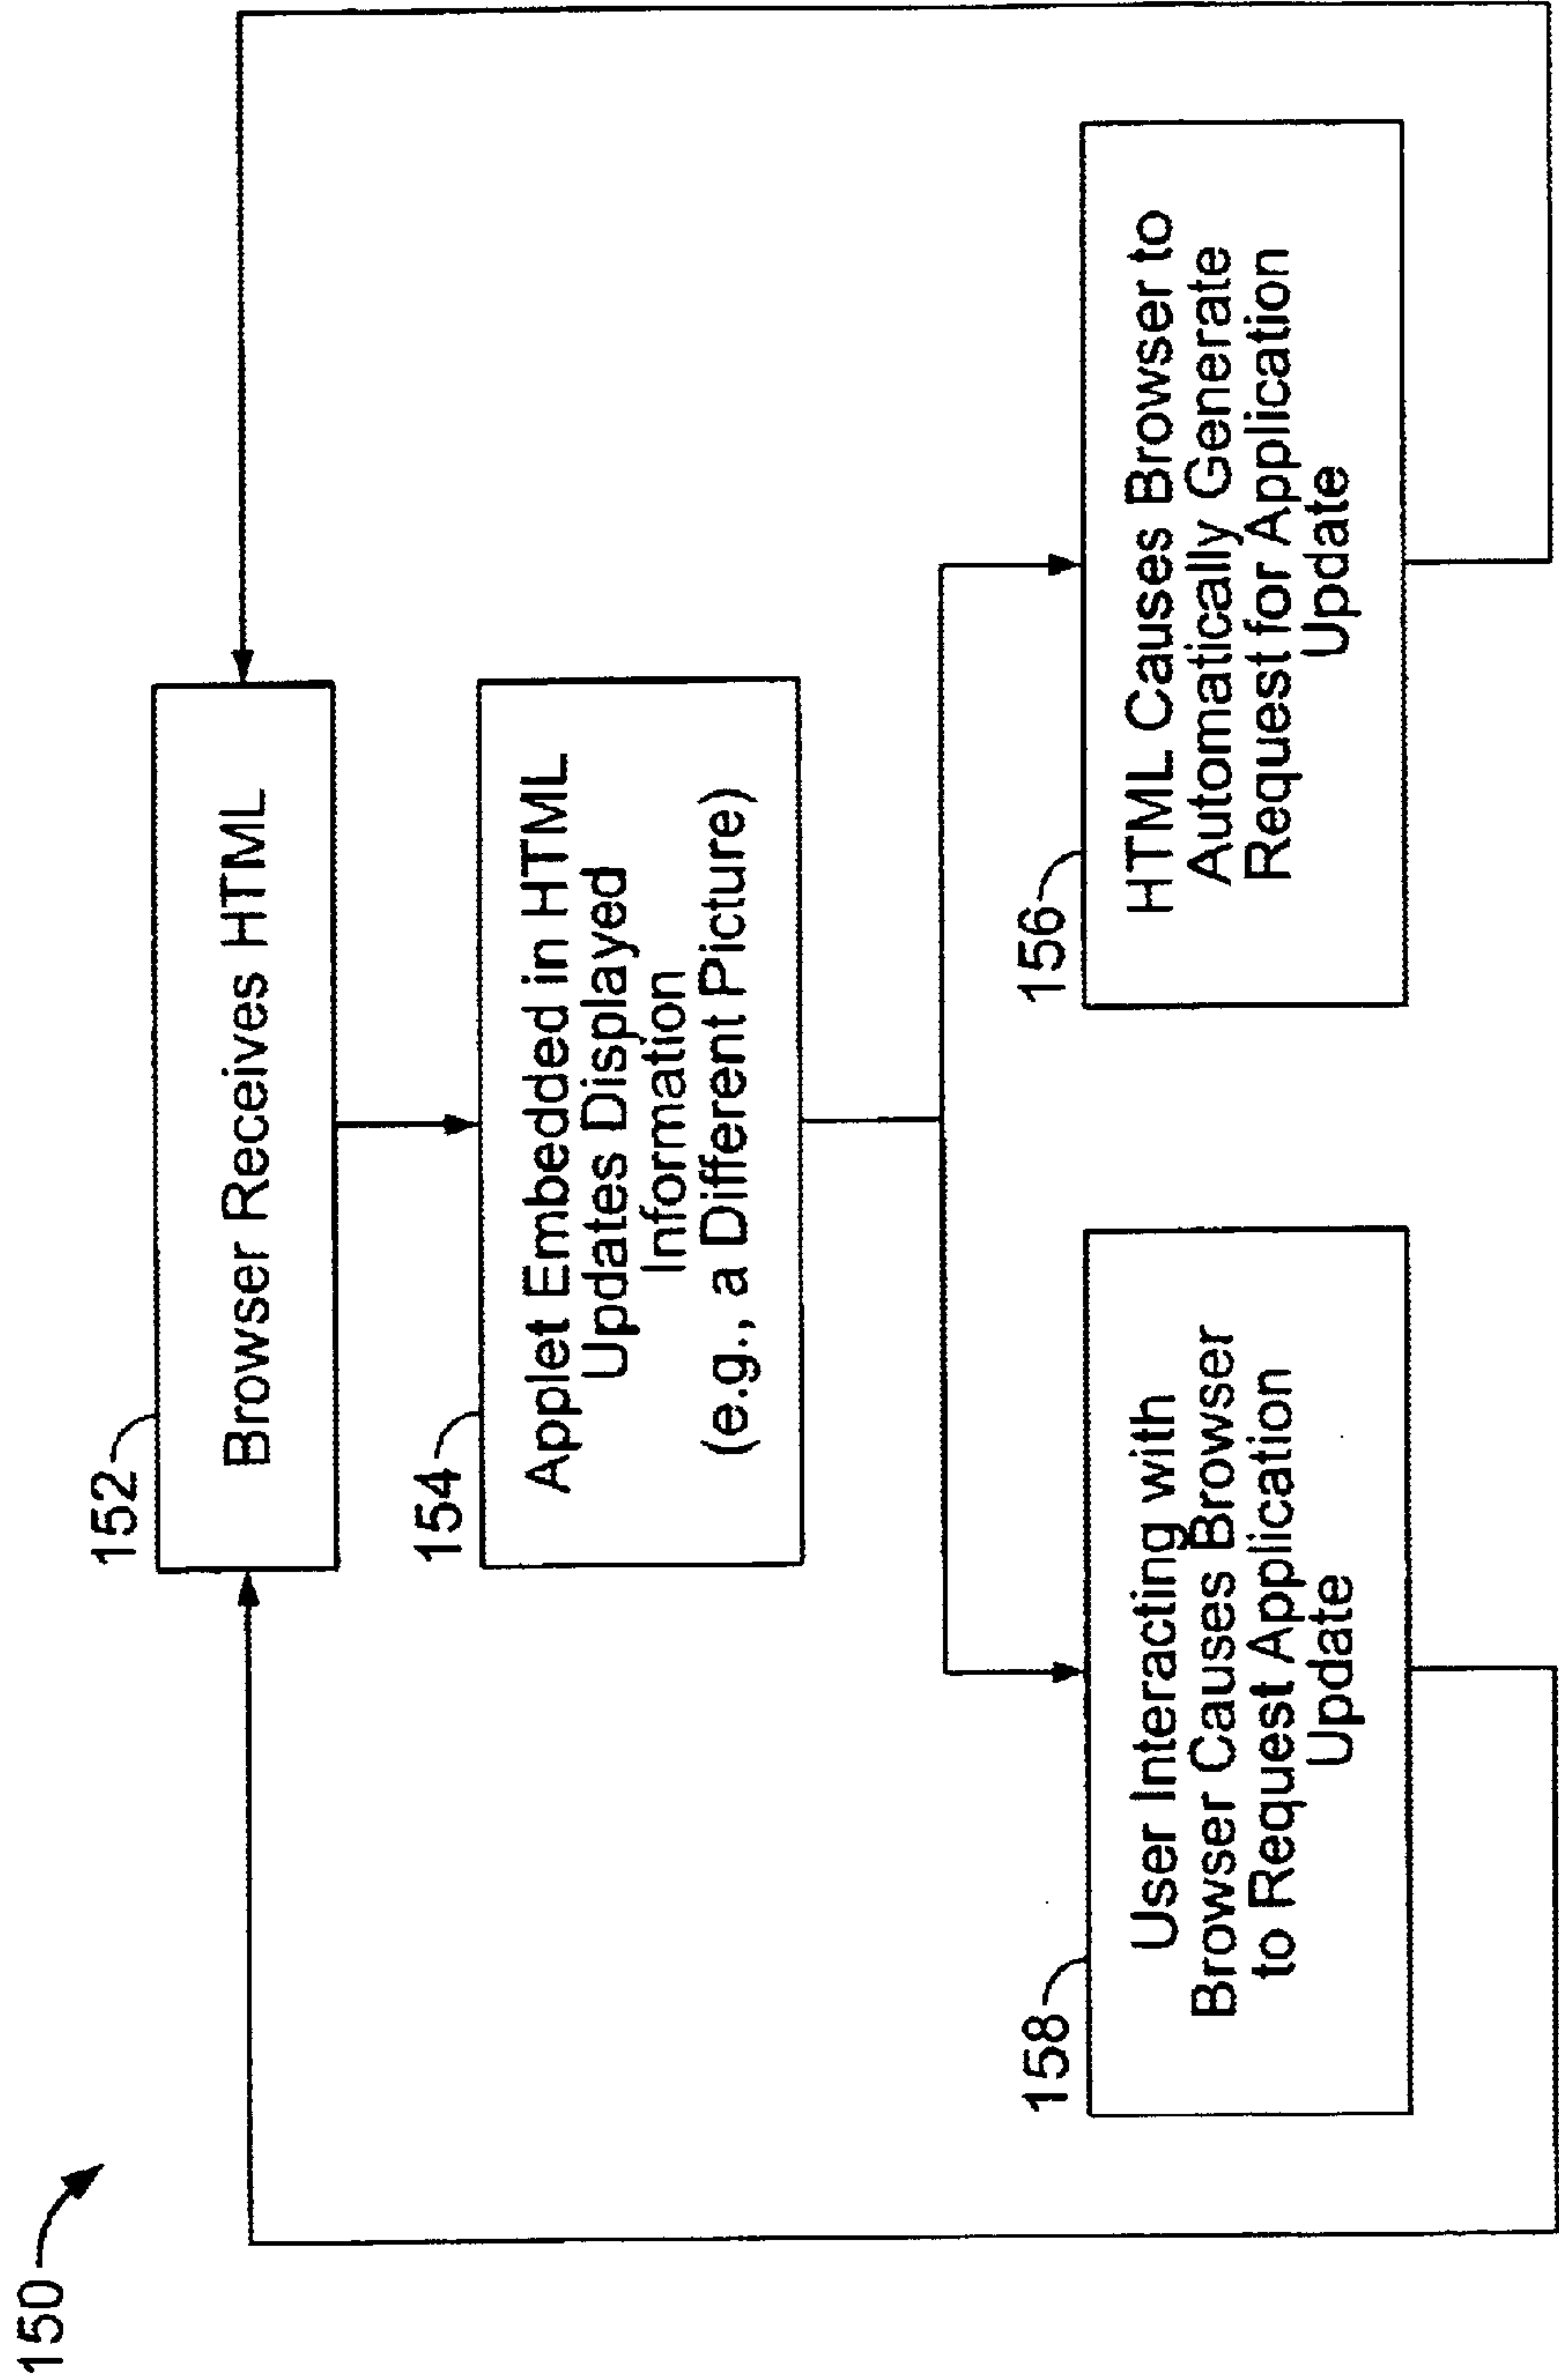 150
152
Browser Receives HTML
154
Applet Embedded in HTML
Updates Displayed
Information
(e.g., a Different Picture)
158
User Interacting with
Browser Causes Browser
to Request Application
Update
156
HTML Causes Browser to
Automatically Generate
Request for Application
Update